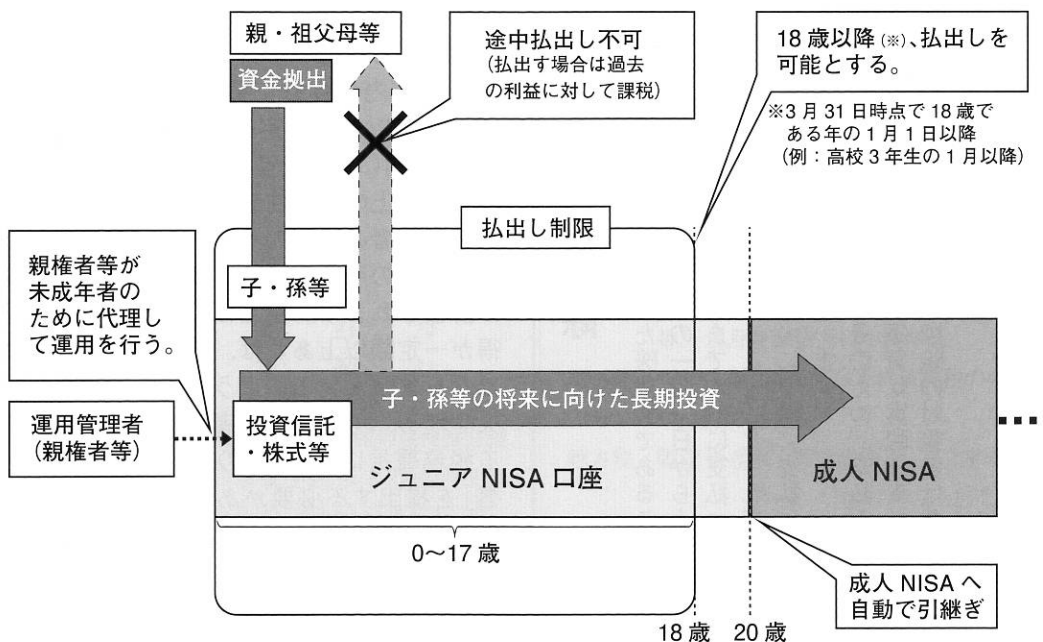 親・祖父母等
資金拠出
途中払出し不可
(払出す場合は過去
の利益に対して課税)
18歳以降(※)、払出しを
可能とする。
※3月31日時点で18歳で
ある年の1月1日以降
(例:高校3年生の1月以降)
払出し制限
親権者等が
未成年者の
ために代理し
て運用を行う。
子・孫等
子・孫等の将来に向けた長期投資
運用管理者
(親権者等)
投資信託
・株式等
ジュニアNISA口座
成人NISA
0〜17歳
成人NISAへ
自動で引継ぎ
18歳
20歳